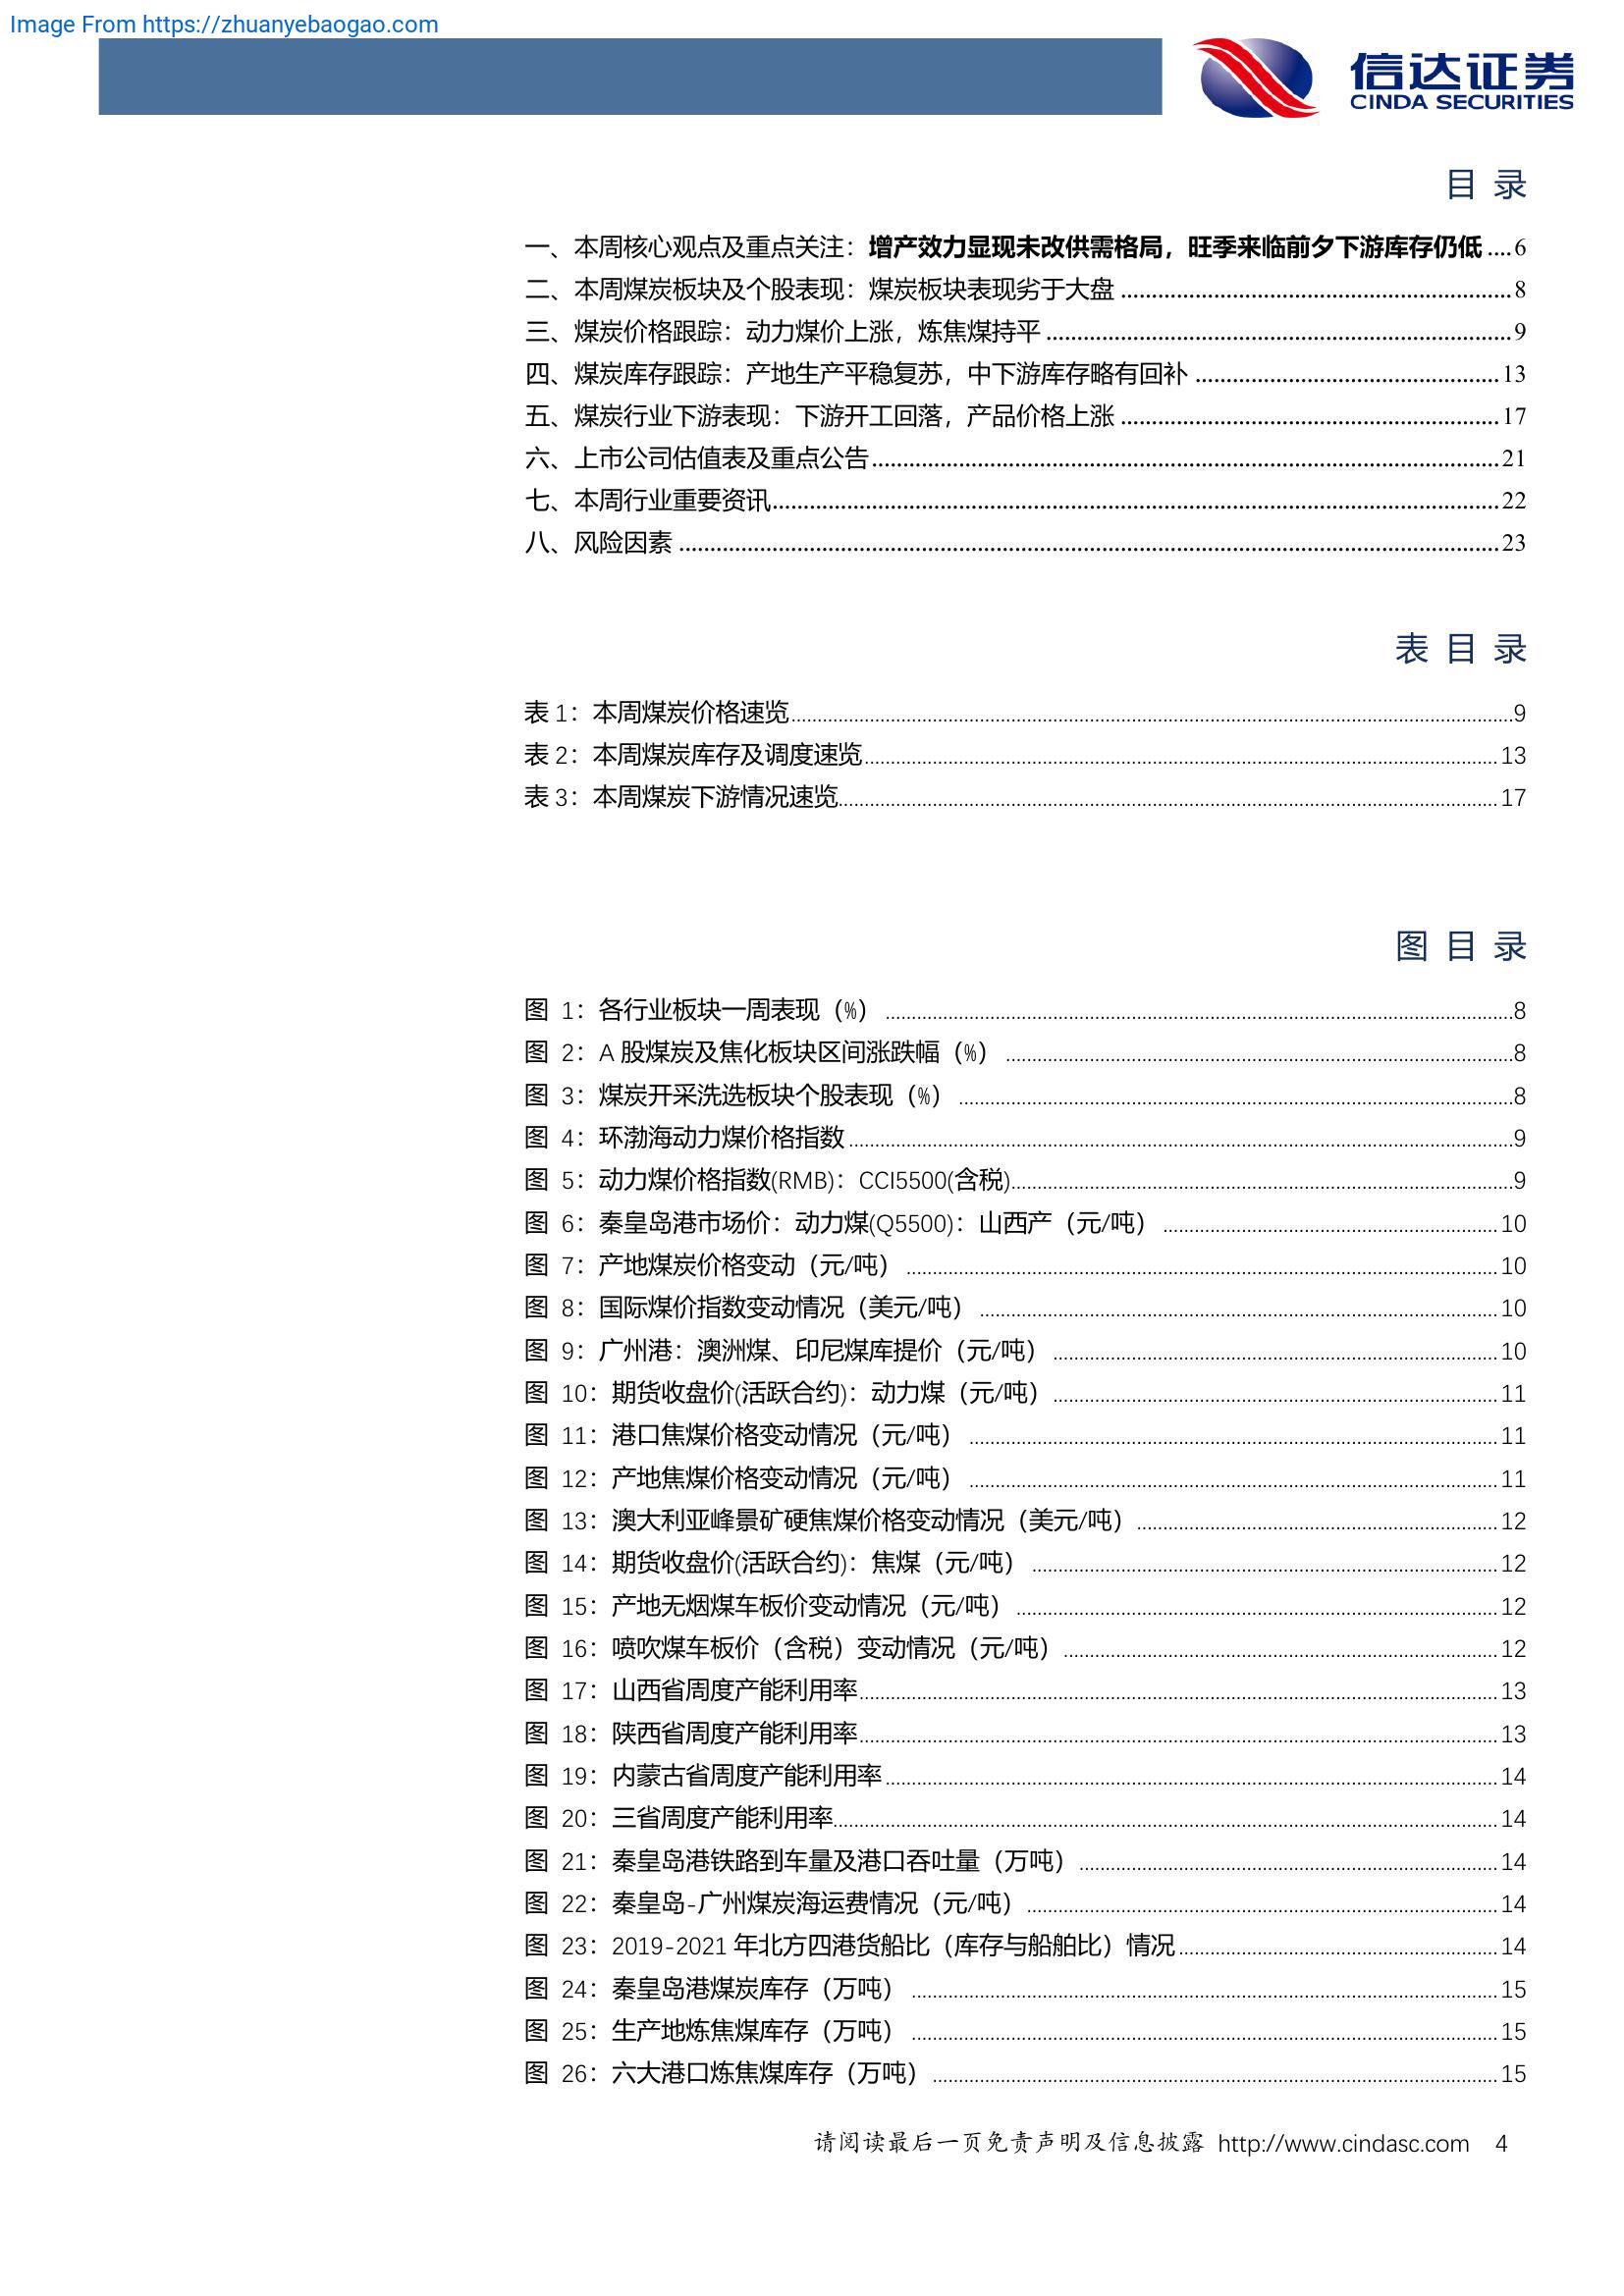 Image From https://zhuanyebaogao.com
信达证券
CINDA SECURITIES
目 录
一、本周核心观点及重点关注：增产效力显现未改供需格局，旺季来临前夕下游库存仍低....6
二、本周煤炭板块及个股表现：煤炭板块表现劣于大盘....8
三、煤炭价格跟踪：动力煤价上涨，炼焦煤持平....9
四、煤炭库存跟踪：产地生产平稳复苏，中下游库存略有回补....13
五、煤炭行业下游表现：下游开工回落，产品价格上涨....17
六、上市公司估值表及重点公告....21
七、本周行业重要资讯....22
八、风险因素....23
表 目 录
表 1：本周煤炭价格速览....9
表 2：本周煤炭库存及调度速览....13
表 3：本周煤炭下游情况速览....17
图 目 录
图 1：各行业板块一周表现（%）....8
图 2：A 股煤炭及焦化板块区间涨跌幅（%）....8
图 3：煤炭开采洗选板块个股表现（%）....8
图 4：环渤海动力煤价格指数....9
图 5：动力煤价格指数(RMB)：CCI5500(含税)....9
图 6：秦皇岛港市场价：动力煤(Q5500)：山西产（元/吨）....10
图 7：产地煤炭价格变动（元/吨）....10
图 8：国际煤价指数变动情况（美元/吨）....10
图 9：广州港：澳洲煤、印尼煤库提价（元/吨）....10
图 10：期货收盘价(活跃合约)：动力煤（元/吨）....11
图 11：港口焦煤价格变动情况（元/吨）....11
图 12：产地焦煤价格变动情况（元/吨）....11
图 13：澳大利亚峰景矿硬焦煤价格变动情况（美元/吨）....12
图 14：期货收盘价(活跃合约)：焦煤（元/吨）....12
图 15：产地无烟煤车板价变动情况（元/吨）....12
图 16：喷吹煤车板价（含税）变动情况（元/吨）....12
图 17：山西省周度产能利用率....13
图 18：陕西省周度产能利用率....13
图 19：内蒙古省周度产能利用率....14
图 20：三省周度产能利用率....14
图 21：秦皇岛港铁路到车量及港口吞吐量（万吨）....14
图 22：秦皇岛-广州煤炭海运费情况（元/吨）....14
图 23：2019-2021 年北方四港货船比（库存与船舶比）情况....14
图 24：秦皇岛港煤炭库存（万吨）....15
图 25：生产地炼焦煤库存（万吨）....15
图 26：六大港口炼焦煤库存（万吨）....15
请阅读最后一页免责声明及信息披露 http://www.cindasc.com 4